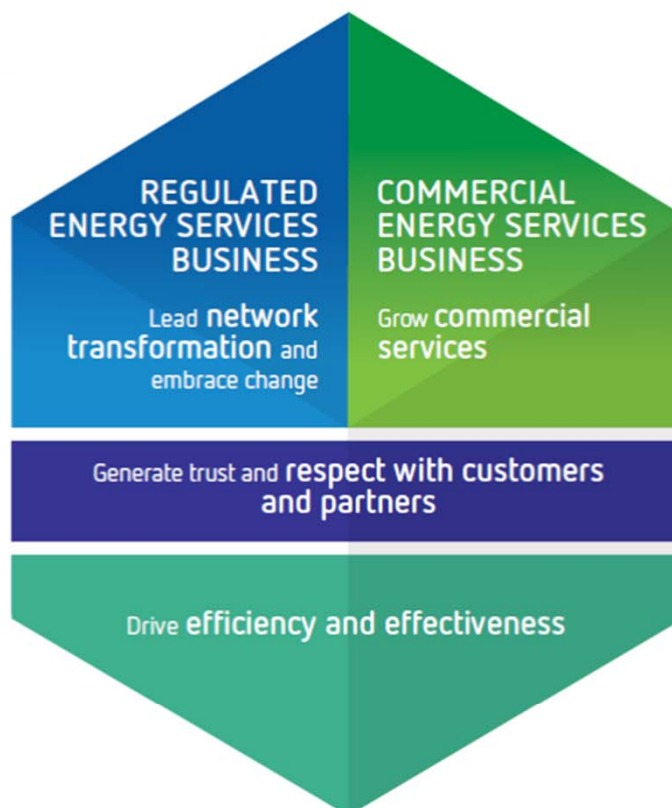 REGULATED
ENERGY SERVICES
BUSINESS
Lead network
transformation and
embrace change
COMMERCIAL
ENERGY SERVICES
BUSINESS
Grow commercial
services
Generate trust and respect with customers
and partners
Drive efficiency and effectiveness